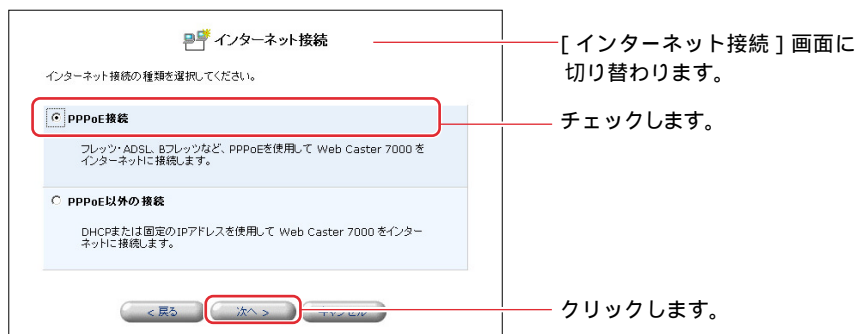 インターネット接続
[ インターネット接続 ] 画面に
切り替わります。
インターネット接続の種類を選択してください。
PPPoE接続
チェックします。
フレッツ・ADSL、Bフレッツなど、PPPoEを使用して Web Caster 7000 を
インターネットに接続します。
PPPoE以外の接続
DHCPまたは固定のIPアドレスを使用して Web Caster 7000 をインター
ネットに接続します。
< 戻る
次へ >
キャンセル
クリックします。